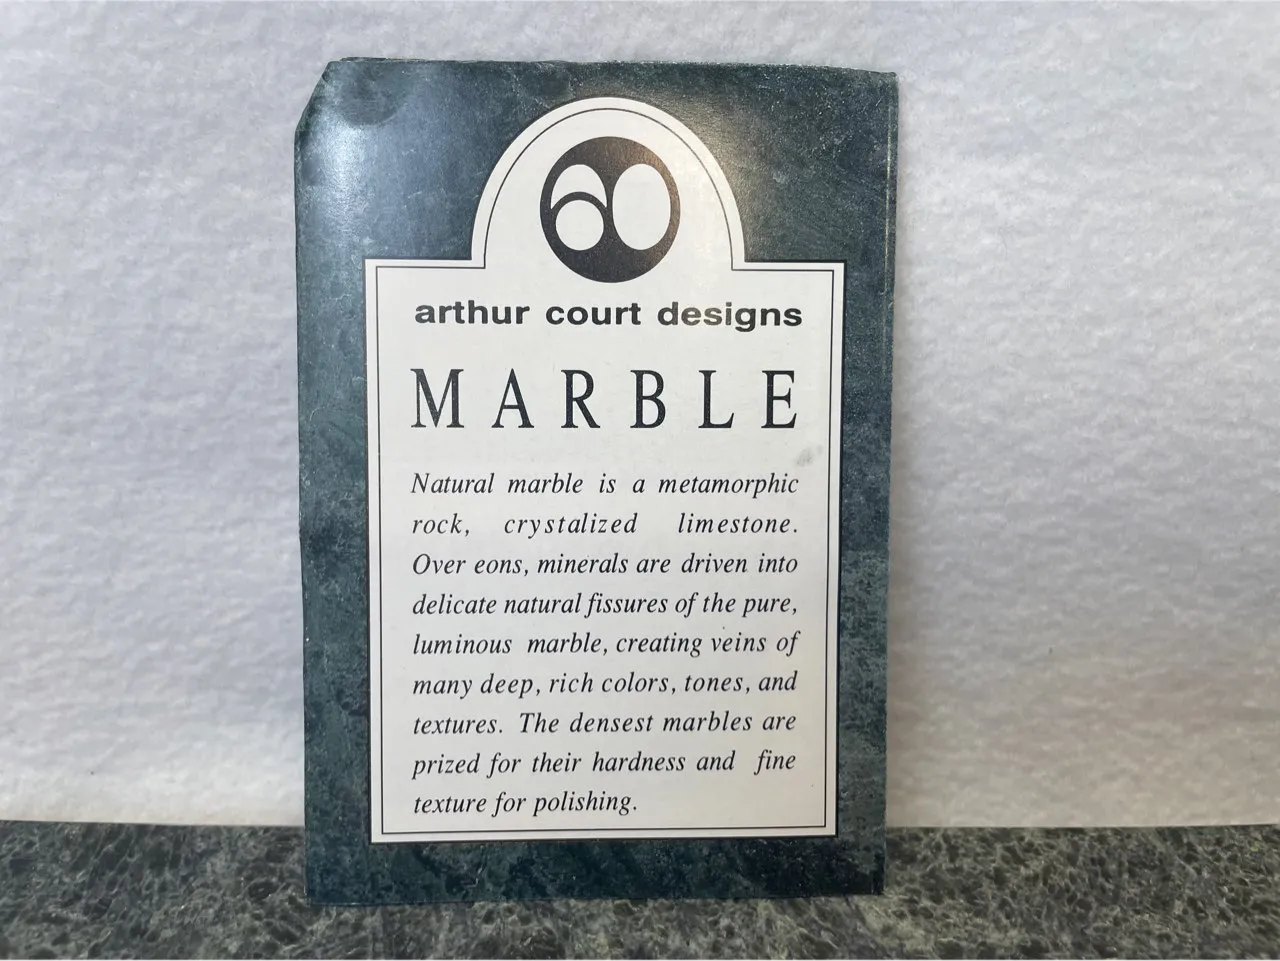 arthur court designs
MARBLE
Natural marble is a metamorphic
rock, crystalized limestone.
Over eons, minerals are driven into
delicate natural fissures of the pure,
luminous marble, creating veins of
many deep, rich colors, tones, and
textures. The densest marbles are
prized for their hardness and fine
texture for polishing.